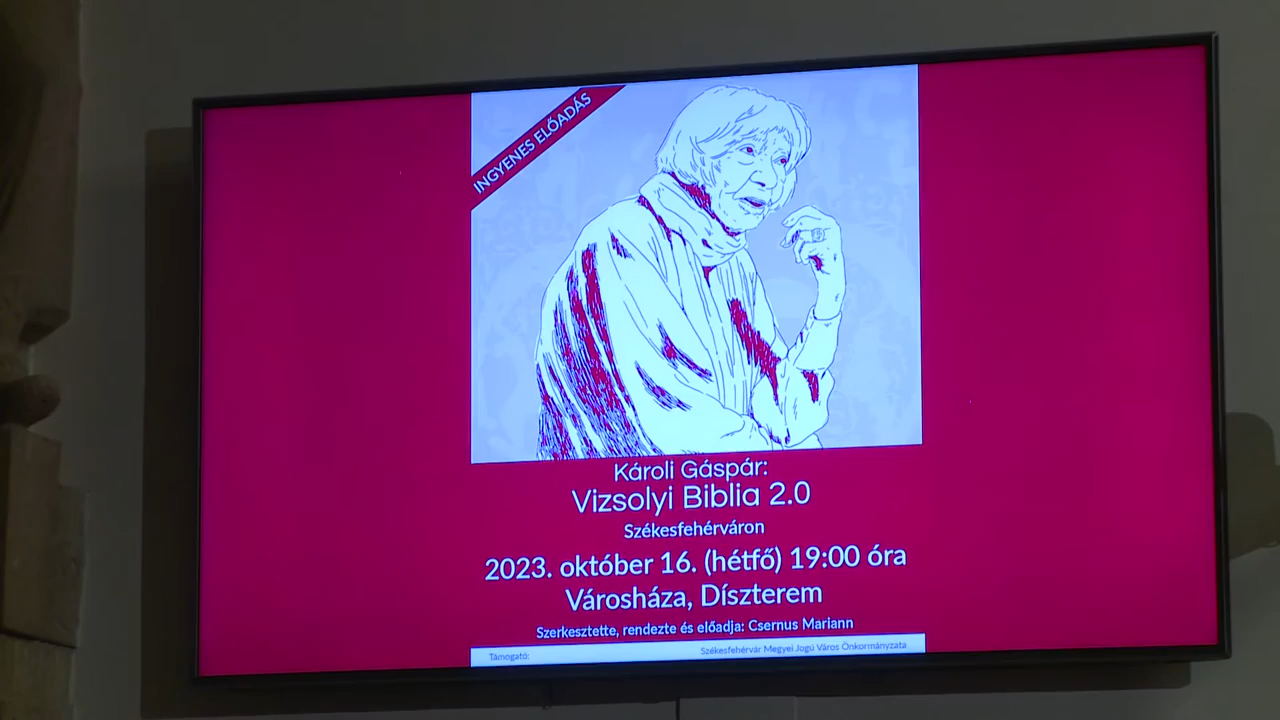 INGYENES ELŐADÁS
Károli Gáspár:
Vizsolyi Biblia 2.0
Székesfehérváron
2023. október 16. (hétfő) 19:00 óra
Városháza, Díszterem
Szerkesztette, rendezte és előadja: Csernus Mariann
Támogató: Székesfehérvár Megyei Jogú Város Önkormányzata